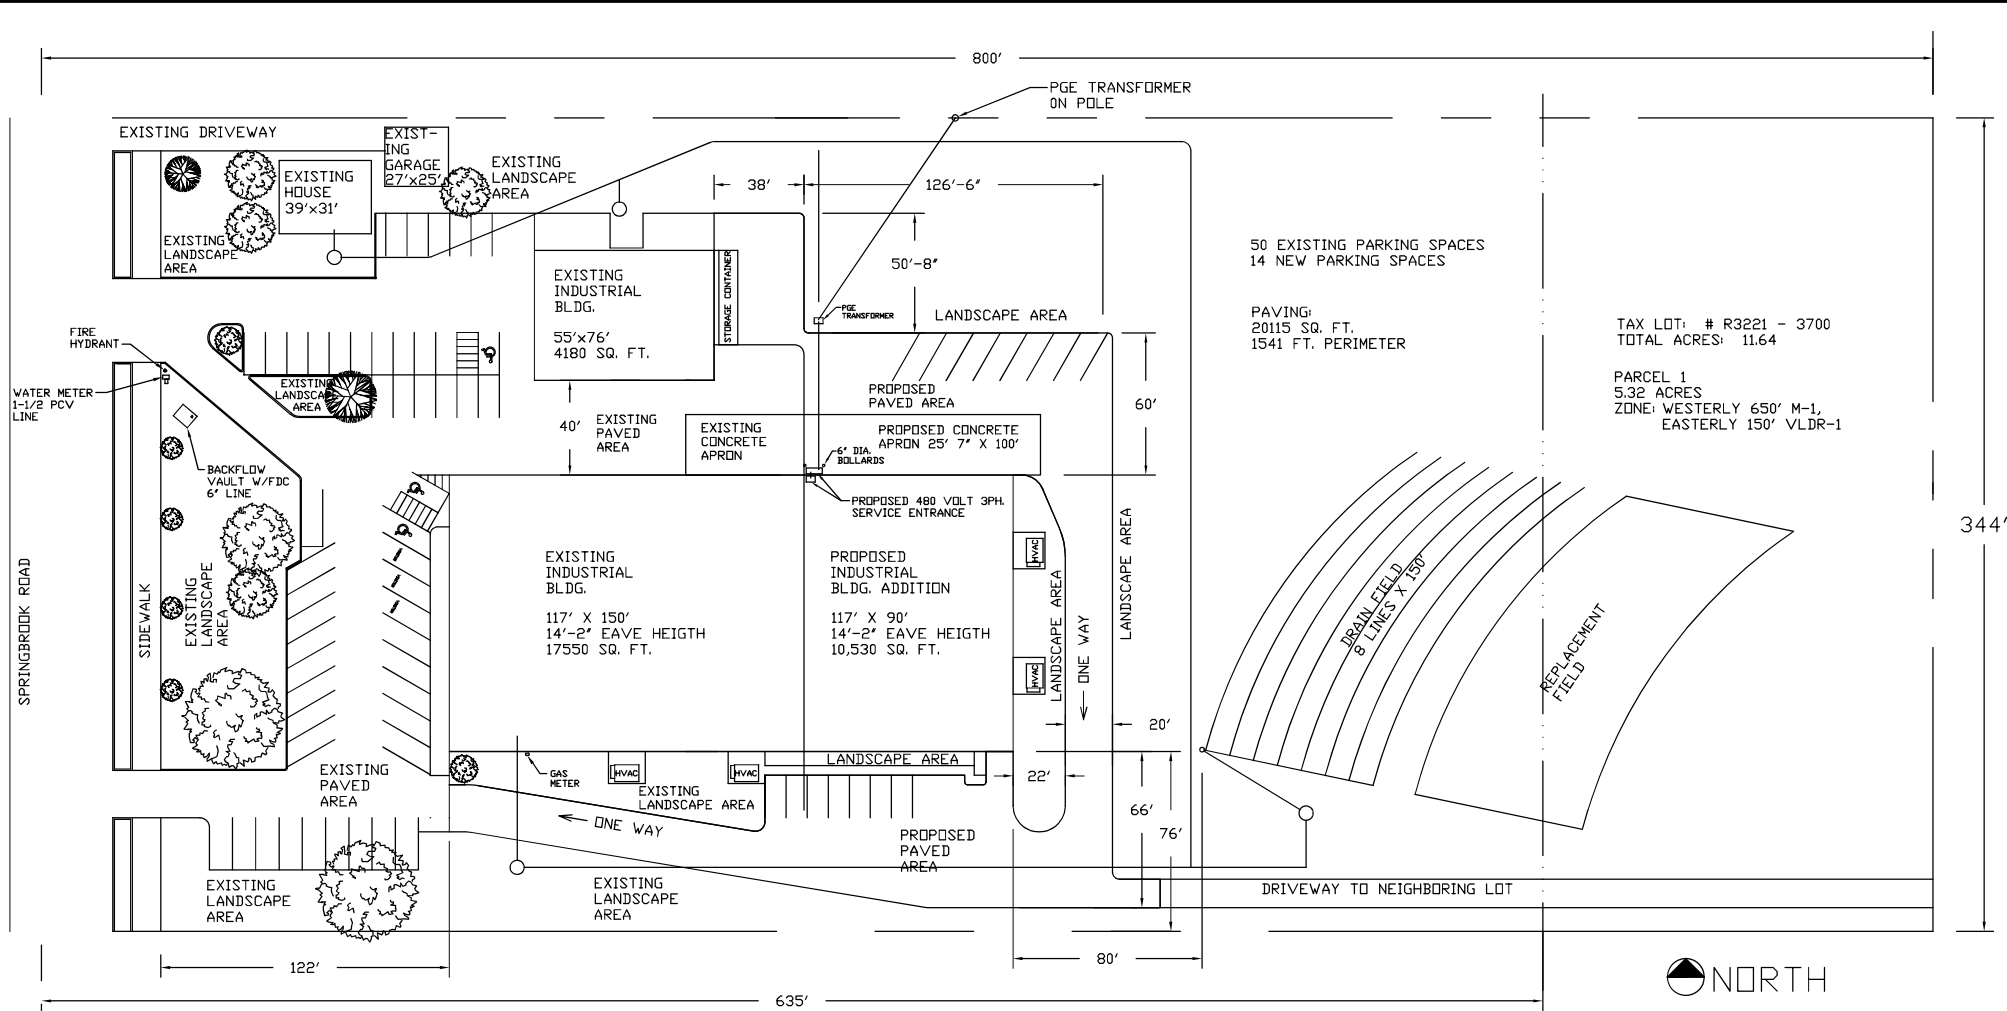 800'
PGE TRANSFORMER
ON POLE
EXISTING DRIVEWAY
EXIST-
ING
GARAGE
27'x25'
EXISTING
LANDSCAPE
AREA
EXISTING
HOUSE
39'x31'
EXISTING
LANDSCAPE
AREA
38'
126'-6"
50'-8"
EXISTING
INDUSTRIAL
BLDG.
55'x76'
4180 SQ. FT.
STORAGE CONTAINER
PGE
TRANSFORMER
LANDSCAPE AREA
50 EXISTING PARKING SPACES
14 NEW PARKING SPACES
PAVING:
20115 SQ. FT.
1541 FT. PERIMETER
TAX LOT: # R3221 - 3700
TOTAL ACRES: 11.64
PARCEL 1
5.32 ACRES
ZONE: WESTERLY 650' M-1,
EASTERLY 150' VLDR-1
344'
FIRE
HYDRANT
WATER METER
1-1/2 PCV
LINE
EXISTING
LANDSCAPE
AREA
BACKFLOW
VAULT W/FDC
6" LINE
40'
EXISTING
PAVED
AREA
EXISTING
CONCRETE
APRON
PROPOSED
PAVED AREA
PROPOSED CONCRETE
APRON 25' 7" X 100'
6" DIA.
BOLLARDS
60'
PROPOSED 480 VOLT 3PH.
SERVICE ENTRANCE
SPRINGBROOK ROAD
SIDEWALK
EXISTING
LANDSCAPE
AREA
EXISTING
INDUSTRIAL
BLDG.
117' X 150'
14'-2" EAVE HEIGTH
17550 SQ. FT.
PROPOSED
INDUSTRIAL
BLDG. ADDITION
117' X 90'
14'-2" EAVE HEIGTH
10,530 SQ. FT.
HVAC
HVAC
LANDSCAPE AREA
ONE WAY
LANDSCAPE AREA
DRAIN FIELD
8 LINES X 150'
REPLACEMENT
FIELD
20'
22'
66'
76'
EXISTING
PAVED
AREA
GAS
METER
HVAC
HVAC
LANDSCAPE AREA
EXISTING
LANDSCAPE AREA
ONE WAY
PROPOSED
PAVED
AREA
EXISTING
LANDSCAPE
AREA
EXISTING
LANDSCAPE
AREA
DRIVEWAY TO NEIGHBORING LOT
122'
80'
635'
NORTH